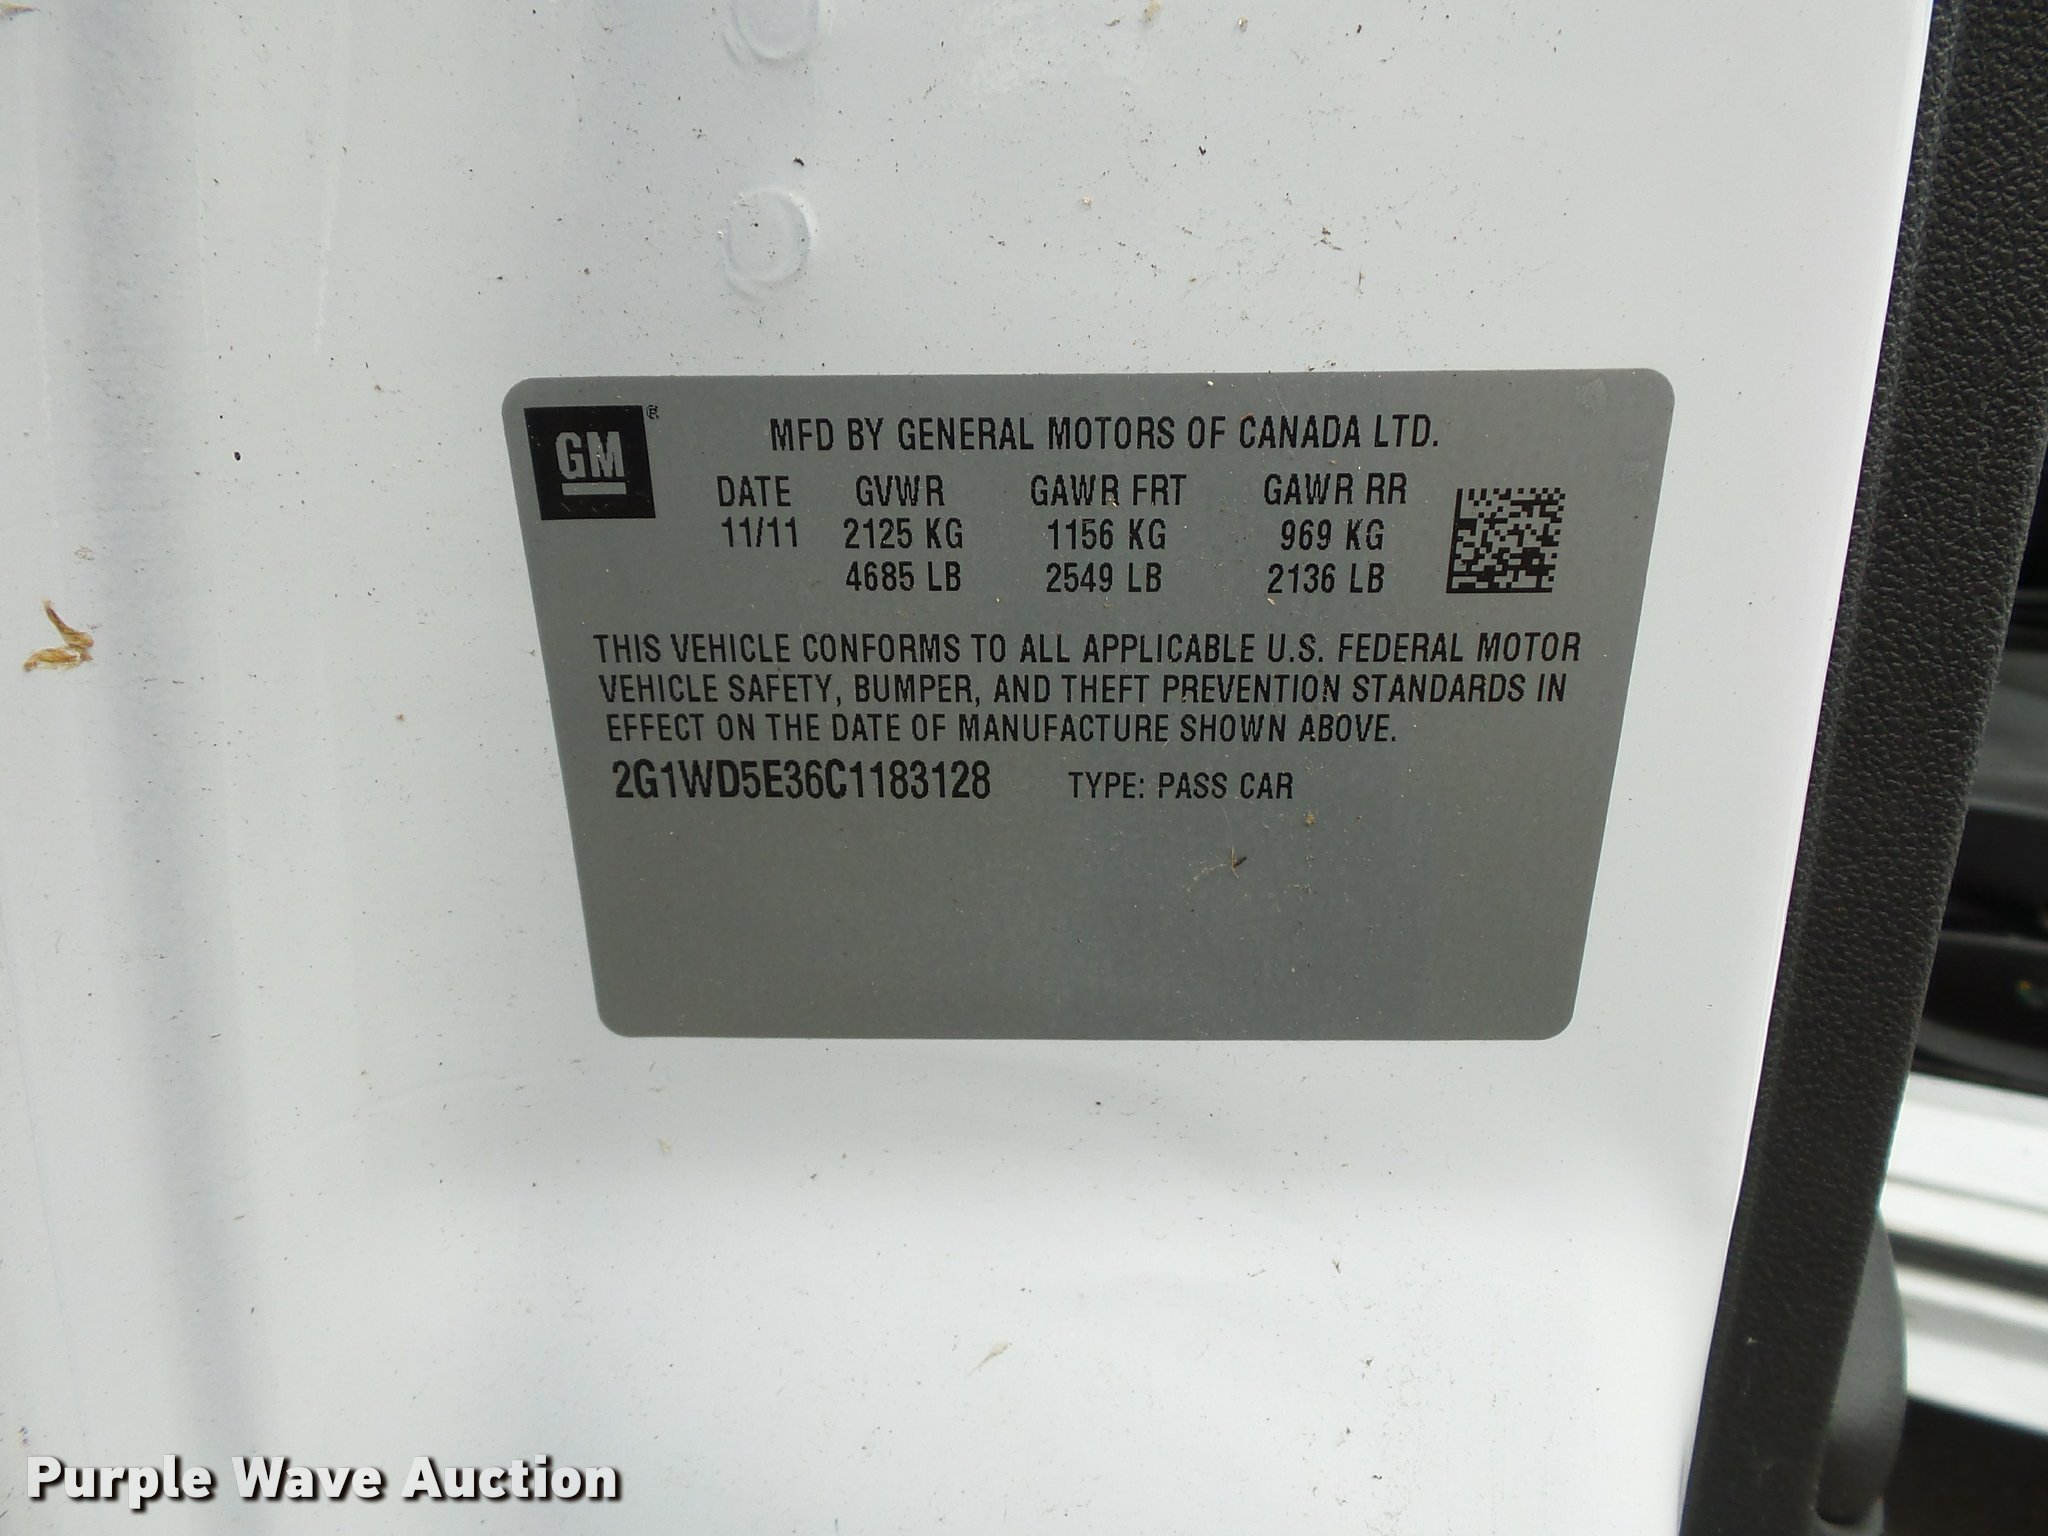 GM ®
MFD BY GENERAL MOTORS OF CANADA LTD.
DATE GVWR GAWR FRT GAWR RR
11/11 2125 KG 1156 KG 969 KG
4685 LB 2549 LB 2136 LB
THIS VEHICLE CONFORMS TO ALL APPLICABLE U.S. FEDERAL MOTOR
VEHICLE SAFETY, BUMPER, AND THEFT PREVENTION STANDARDS IN
EFFECT ON THE DATE OF MANUFACTURE SHOWN ABOVE.
2G1WD5E36C1183128 TYPE: PASS CAR
Purple Wave Auction